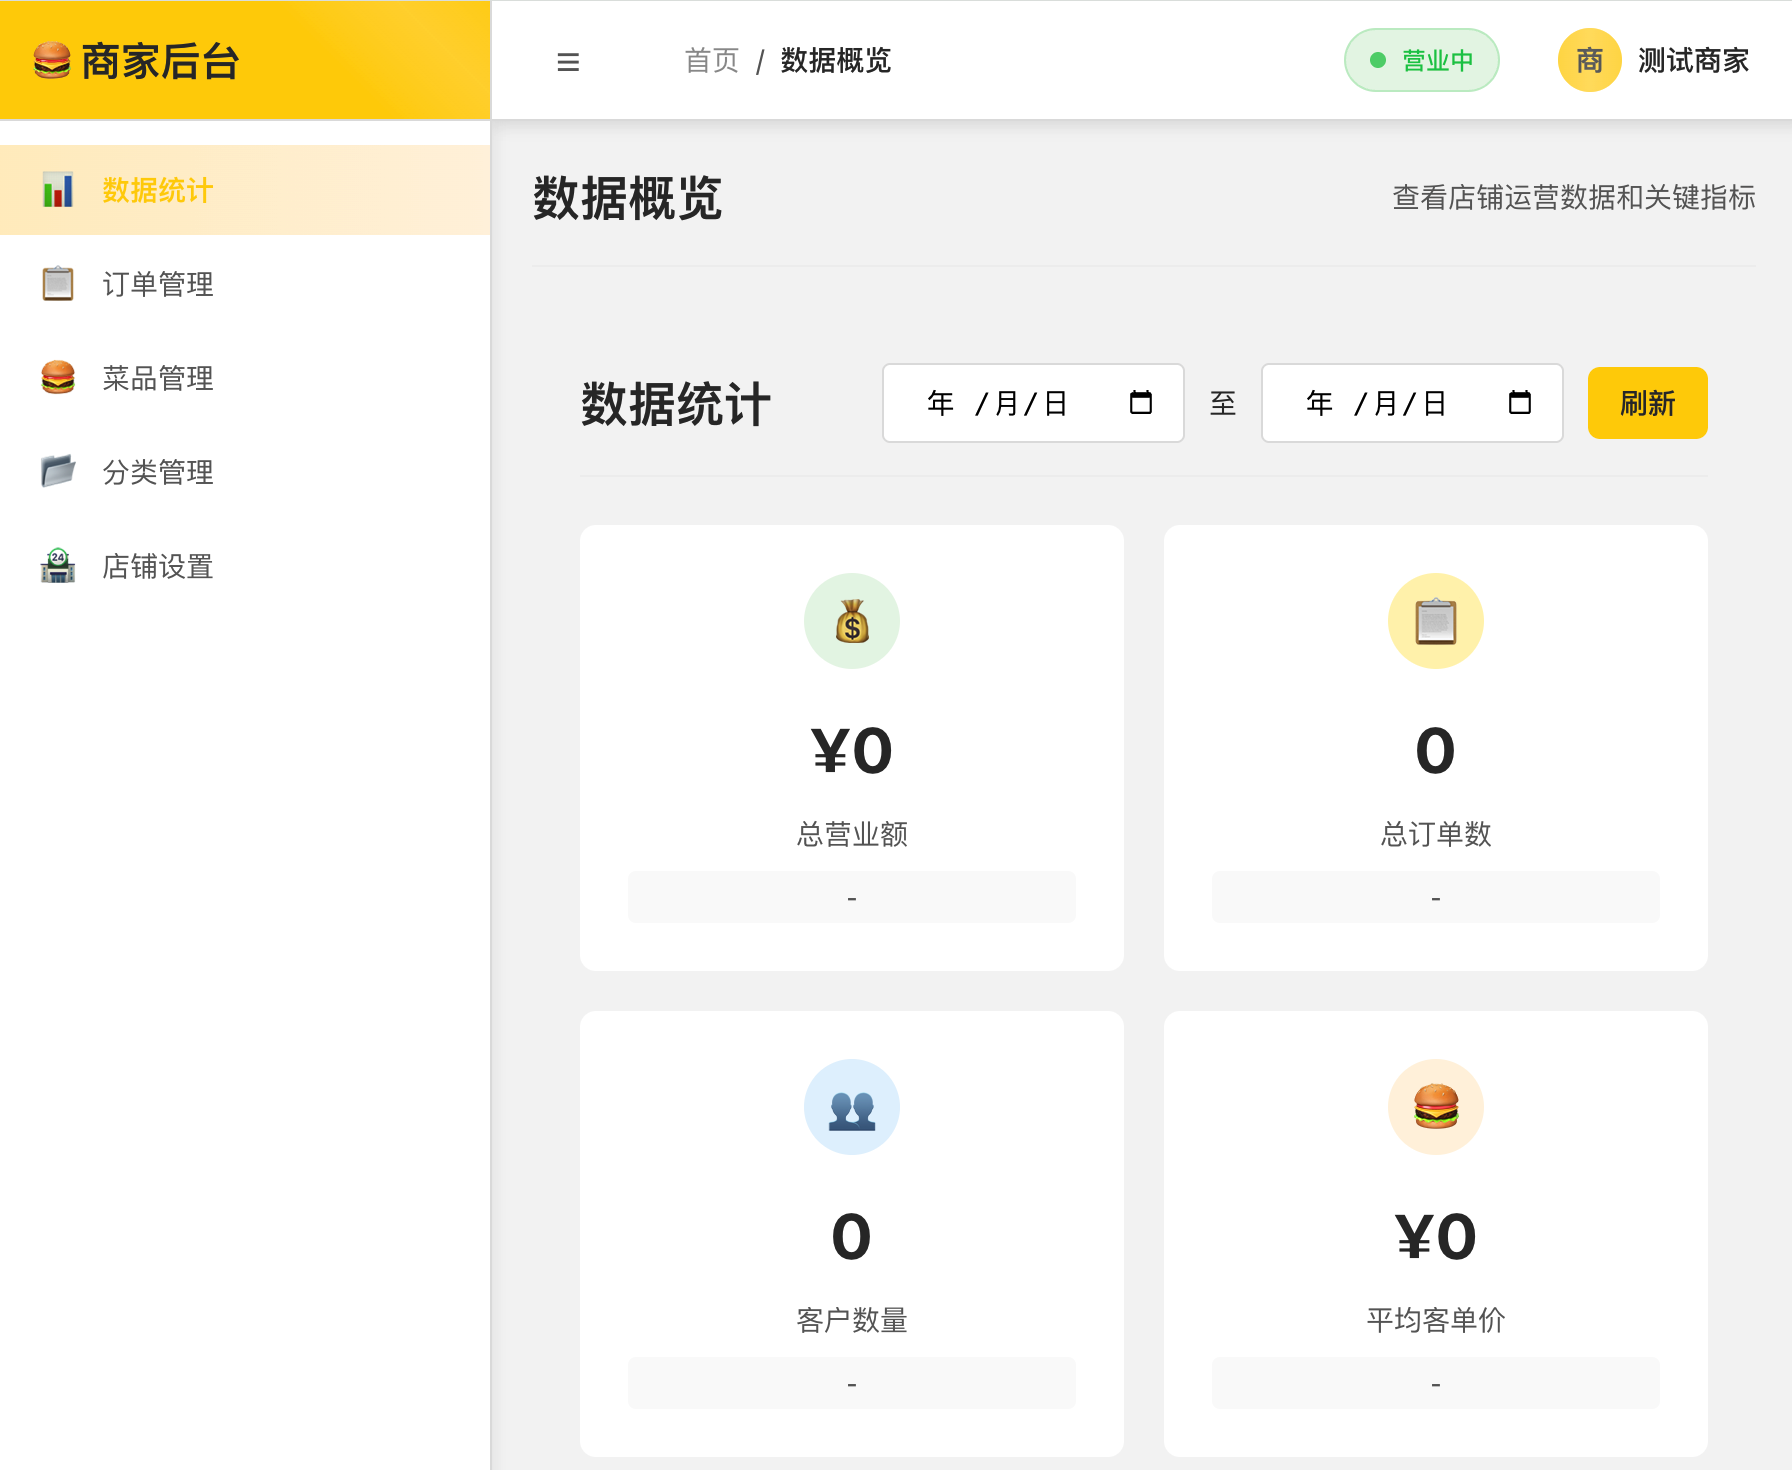 商家后台
首页 / 数据概览
营业中
商 测试商家
数据统计
订单管理
菜品管理
分类管理
24
店铺设置
数据概览
查看店铺运营数据和关键指标
数据统计
年 /月/日
至
年 /月/日
刷新
$
¥0
总营业额
-
0
总订单数
-
0
客户数量
-
¥0
平均客单价
-